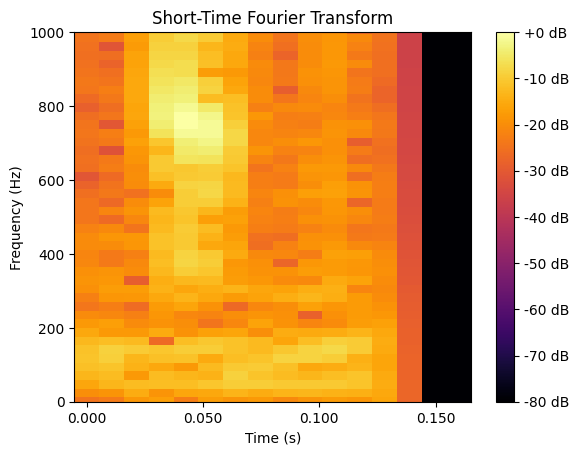 Short-Time Fourier Transform
1000
800
600
400
200
0
Frequency (Hz)
0.000
0.050
0.100
0.150
Time (s)
+0 dB
-10 dB
-20 dB
-30 dB
-40 dB
-50 dB
-60 dB
-70 dB
-80 dB